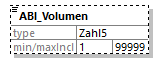 ABI_Volumen
type Zahl5
min/maxIncl 1 99999